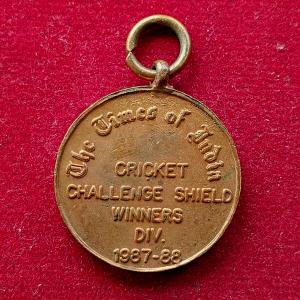 The Times of India
CRICKET
CHALLENGE SHIELD
WINNERS
DIV.
1987-88